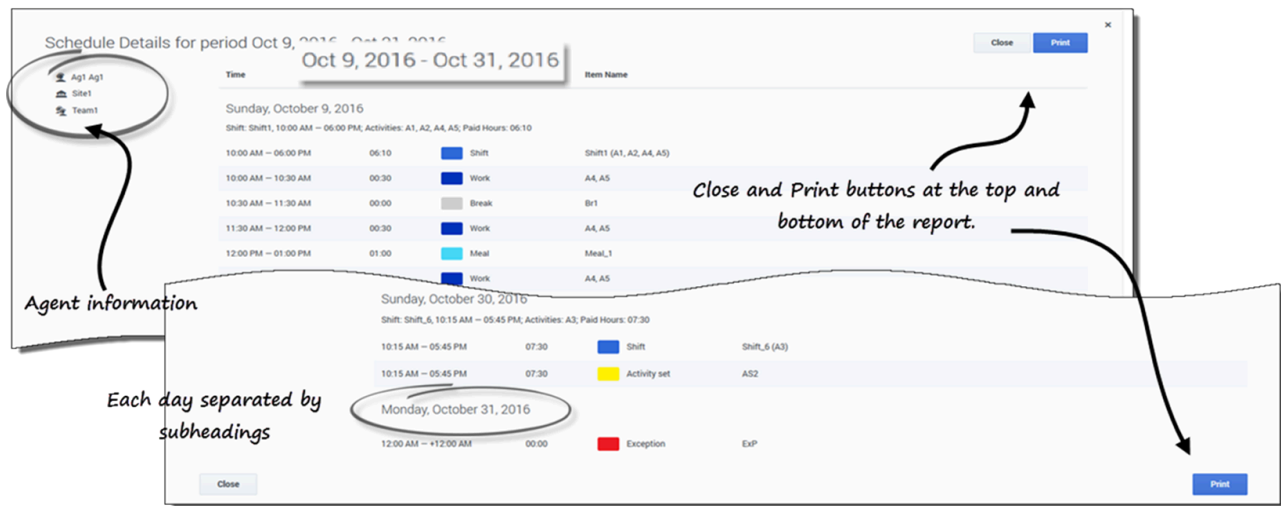 Schedule Details for period Oct 9, 2016 - Oct 31, 2016
Oct 9, 2016 - Oct 31, 2016
×
Close Print
Ag1 Ag1
Site1
Team1
Time Item Name
Sunday, October 9, 2016
Shift: Shift1, 10:00 AM — 06:00 PM; Activities: A1, A2, A4, A5; Paid Hours: 06:10
10:00 AM — 06:00 PM 06:10 Shift Shift1 (A1, A2, A4, A5)
10:00 AM — 10:30 AM 00:30 Work A4, A5
10:30 AM — 11:30 AM 00:00 Break Br1
11:30 AM — 12:00 PM 00:30 Work A4, A5
12:00 PM — 01:00 PM 01:00 Meal Meal_1
Work A4, A5
Close and Print buttons at the top and
bottom of the report.
Agent information
Sunday, October 30, 2016
Shift: Shift_6, 10:15 AM — 05:45 PM; Activities: A3; Paid Hours: 07:30
10:15 AM — 05:45 PM 07:30 Shift Shift_6 (A3)
10:15 AM — 05:45 PM 07:30 Activity set AS2
Each day separated by
subheadings
Monday, October 31, 2016
12:00 AM — +12:00 AM 00:00 Exception ExP
Close Print